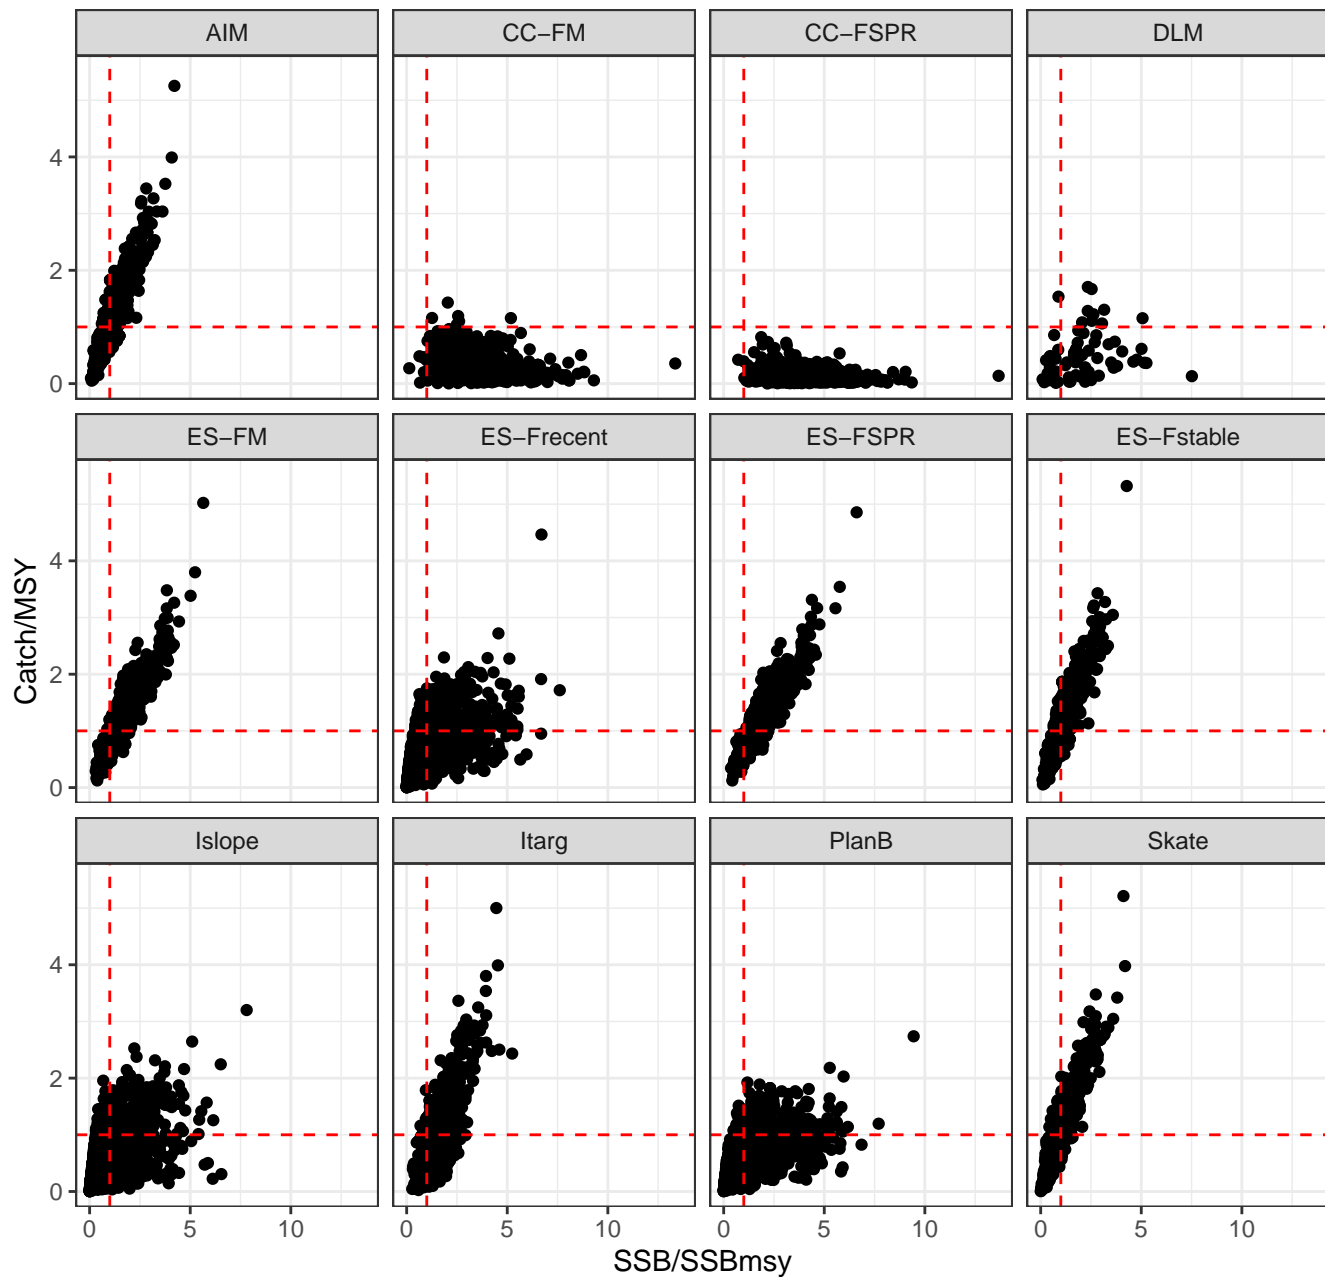 AIM CC−FM CC−FSPR DLM
4
2
0
ES−FM ES−Frecent ES−FSPR ES−Fstable
4
2
0
Islope Itarg PlanB Skate
4
2
0
0 5 10 0 5 10 0 5 10 0 5 10
SSB/SSBmsy
Catch/MSY